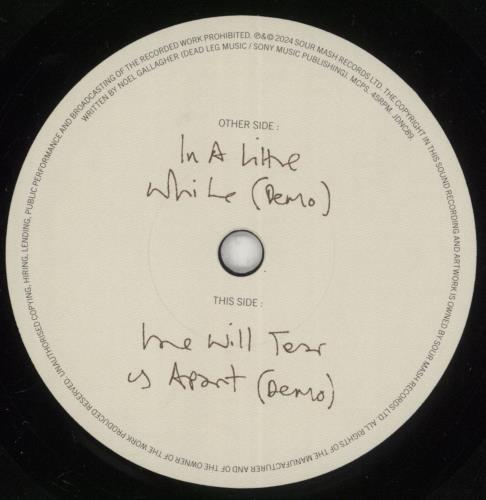 UNAUTHORISED COPYING, HIRING, LENDING, PUBLIC PERFORMANCE AND BROADCASTING OF THE RECORDED WORK PROHIBITED. ℗&© 2024 SOUR MASH RECORDS LTD. THE COPYRIGHT IN THIS SOUND RECORDING AND ARTWORK IS OWNED BY SOUR MASH RECORDS LTD. ALL RIGHTS OF THE MANUFACTURER AND OF THE OWNER OF THE WORK PRODUCED RESERVED.
WRITTEN BY NOEL GALLAGHER (DEAD LEG MUSIC / SONY MUSIC PUBLISHING). MCPS. 45RPM. JDNC89.
OTHER SIDE :
In A Little
While (Demo)
THIS SIDE :
Love Will Tear
us Apart (Demo)